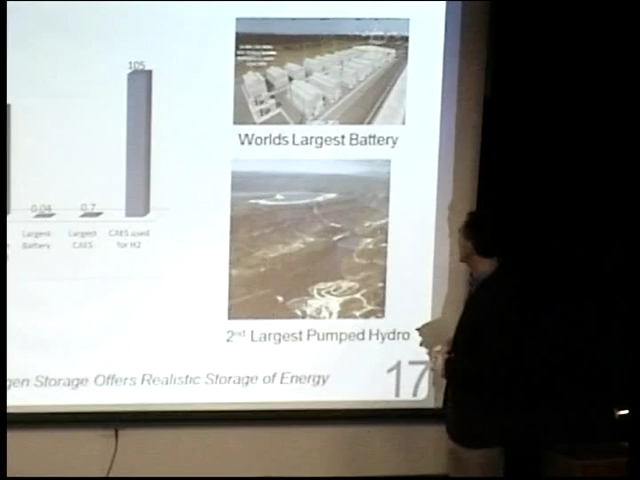 105
0.04
0.7
Largest
Battery
Largest
CAES
CAES used
for H2
Worlds Largest Battery
2nd Largest Pumped Hydro
gen Storage Offers Realistic Storage of Energy
17